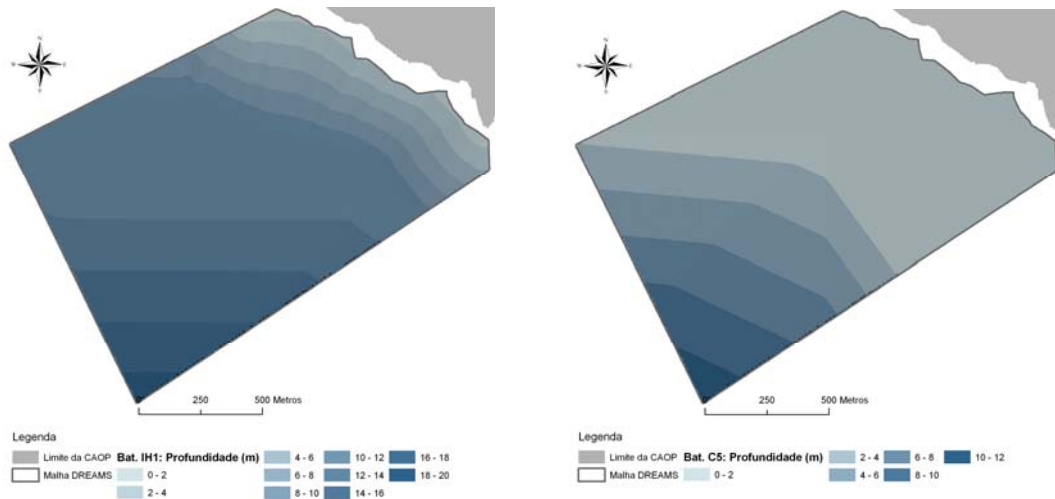 N
W
E
S
0 250 500 Metros
Legenda
Limite da CAOP
Malha DREAMS
Bat. IH1: Profundidade (m)
0 - 2
2 - 4
4 - 6
6 - 8
8 - 10
10 - 12
12 - 14
14 - 16
16 - 18
18 - 20
N
W
E
S
0 250 500 Metros
Legenda
Limite da CAOP
Malha DREAMS
Bat. C5: Profundidade (m)
0 - 2
2 - 4
4 - 6
6 - 8
8 - 10
10 - 12